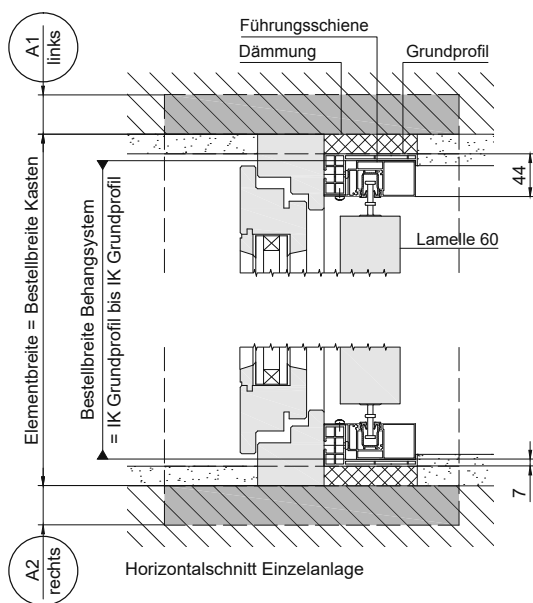 A1
links
Führungsschiene
Dämmung
Grundprofil
44
Lamelle 60
Elementbreite = Bestellbreite Kasten
Bestellbreite Behangsystem
= IK Grundprofil bis IK Grundprofil
7
A2
rechts
Horizontalschnitt Einzelanlage